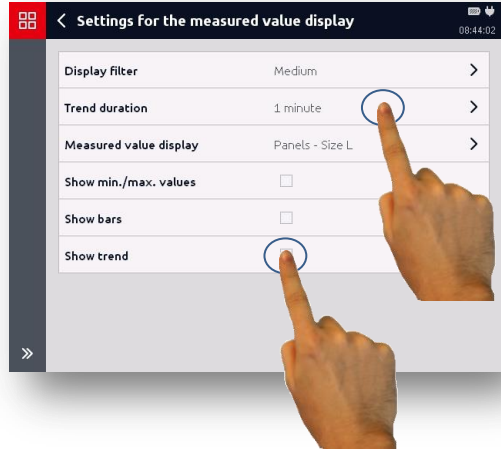 Settings for the measured value display
08:44:02
Display filter Medium
Trend duration 1 minute
Measured value display Panels - Size L
Show min./max. values
Show bars
Show trend